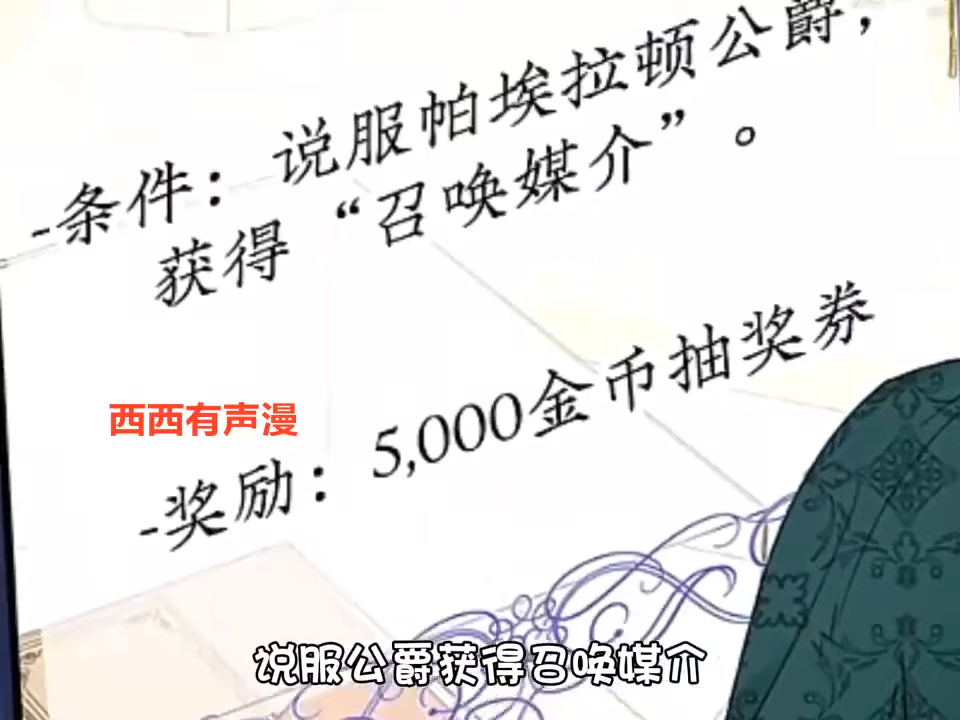 -条件：说服帕埃拉顿公爵，
获得“召唤媒介”。
西西有声漫
-奖励：5,000金币抽奖券
说服公爵获得召唤媒介